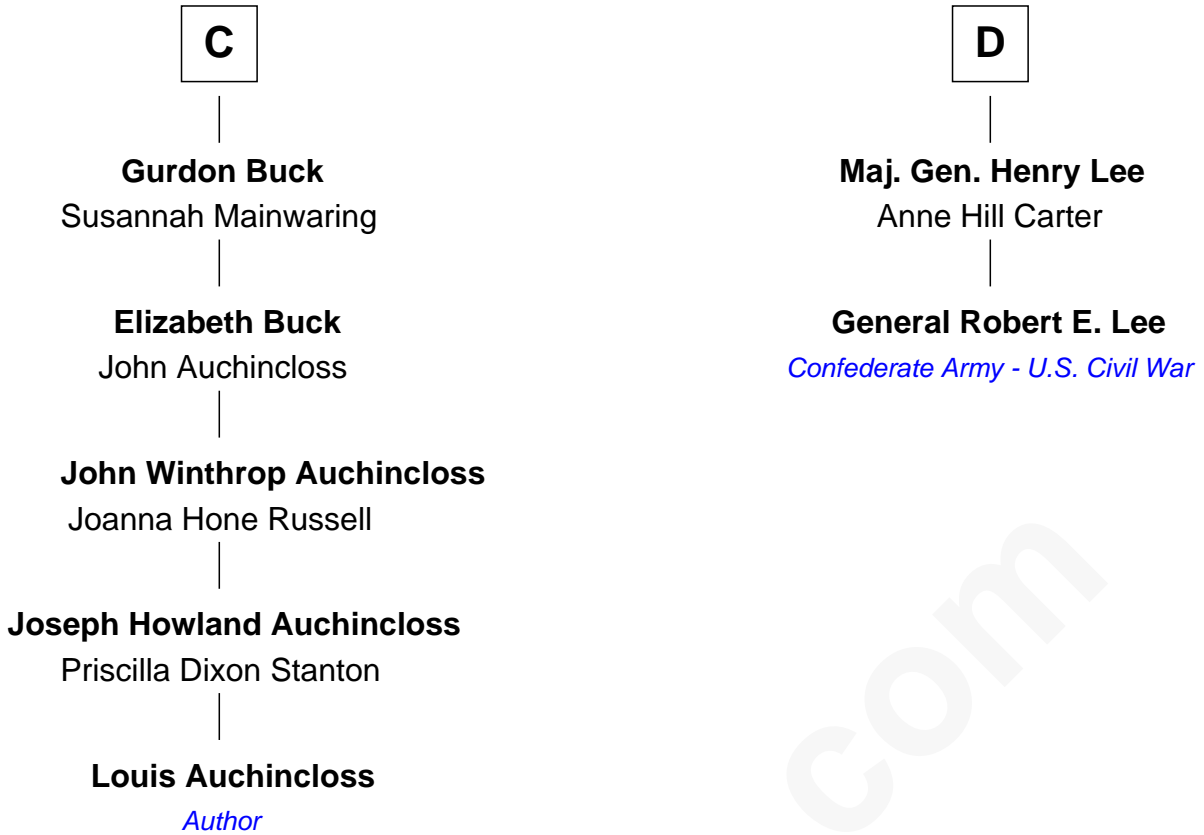 C
Gurdon Buck
Susannah Mainwaring
Elizabeth Buck
John Auchincloss
John Winthrop Auchincloss
Joanna Hone Russell
Joseph Howland Auchincloss
Priscilla Dixon Stanton
Louis Auchincloss
Author
D
Maj. Gen. Henry Lee
Anne Hill Carter
General Robert E. Lee
Confederate Army - U.S. Civil War
com